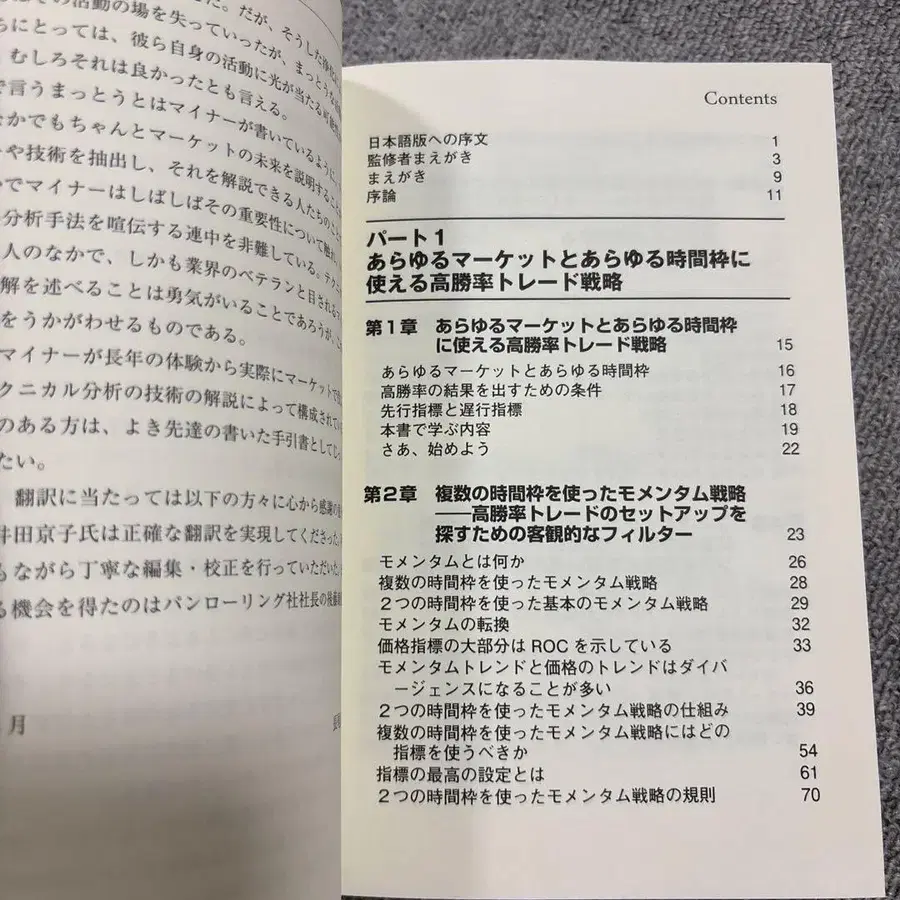 の活動の場を失っていったが、まっとうな
ちにとっては、彼ら自身の活動に光が当たる可能性
むしろそれは良かったとも言える。
で言うまっとうとはマイナーが書いているように、
なかでもちゃんとマーケットの未来を説明すること
や技術を抽出し、それを解説できる人たちのこと
でマイナーはしばしばその重要性について触れ
分析手法を喧伝する連中を非難している。テクニ
人のなかで、しかも業界のベテランと目される
解を述べることは勇気がいることであろうが、
をうかがわせるものである。
マイナーが長年の体験から実際にマーケットで
クニカル分析の技術の解説によって構成されてい
のある方は、よき先達の書いた手引書として
たい。
翻訳に当たっては以下の方々に心から感謝の
井田京子氏は正確な翻訳を実現してくださった。
ながら丁寧な編集・校正を行っていただいた。
る機会を得たのはパンローリング社社長の後藤
月
Contents
日本語版への序文 1
監修者まえがき 3
まえがき 9
序論 11
パート1
あらゆるマーケットとあらゆる時間枠に
使える高勝率トレード戦略
第1章 あらゆるマーケットとあらゆる時間枠
に使える高勝率トレード戦略 15
あらゆるマーケットとあらゆる時間枠 16
高勝率の結果を出すための条件 17
先行指標と遅行指標 18
本書で学ぶ内容 19
さあ、始めよう 22
第2章 複数の時間枠を使ったモメンタム戦略
――高勝率トレードのセットアップを
探すための客観的なフィルター 23
モメンタムとは何か 26
複数の時間枠を使ったモメンタム戦略 28
2つの時間枠を使った基本のモメンタム戦略 29
モメンタムの転換 32
価格指標の大部分は ROC を示している 33
モメンタムトレンドと価格のトレンドはダイバ
ージェンスになることが多い 36
2つの時間枠を使ったモメンタム戦略の仕組み 39
複数の時間枠を使ったモメンタム戦略にはどの
指標を使うべきか 54
指標の最高の設定とは 61
2つの時間枠を使ったモメンタム戦略の規則 70